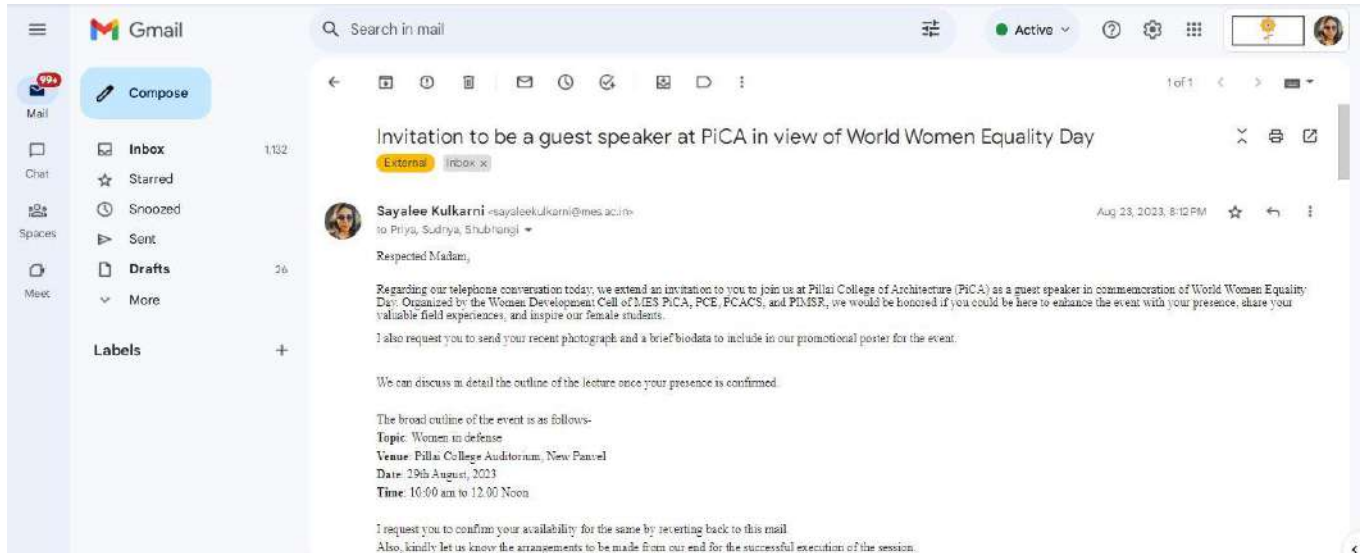 Gmail
Search in mail
Active
99+
Mail
Compose
1 of 1
Chat
Inbox 1,132
Starred
Spaces
Snoozed
Sent
Meet
Drafts 26
More
Labels +
Invitation to be a guest speaker at PiCA in view of World Women Equality Day
External Inbox x
Sayalee Kulkarni <sayaleekulkarni@mes.ac.in>
Aug 23, 2023, 8:12 PM
to Priya, Sudnya, Shubhangi
Respected Madam,
Regarding our telephone conversation today, we extend an invitation to you to join us at Pillai College of Architecture (PiCA) as a guest speaker in commemoration of World Women Equality
Day. Organized by the Women Development Cell of MES PiCA, PCE, PCACS, and PIMSR, we would be honored if you could be here to enhance the event with your presence, share your
valuable field experiences, and inspire our female students.
I also request you to send your recent photograph and a brief biodata to include in our promotional poster for the event.
We can discuss in detail the outline of the lecture once your presence is confirmed.
The broad outline of the event is as follows-
Topic: Women in defense
Venue: Pillai College Auditorium, New Panvel
Date: 29th August, 2023
Time: 10:00 am to 12.00 Noon
I request you to confirm your availability for the same by reverting back to this mail.
Also, kindly let us know the arrangements to be made from our end for the successful execution of the session.